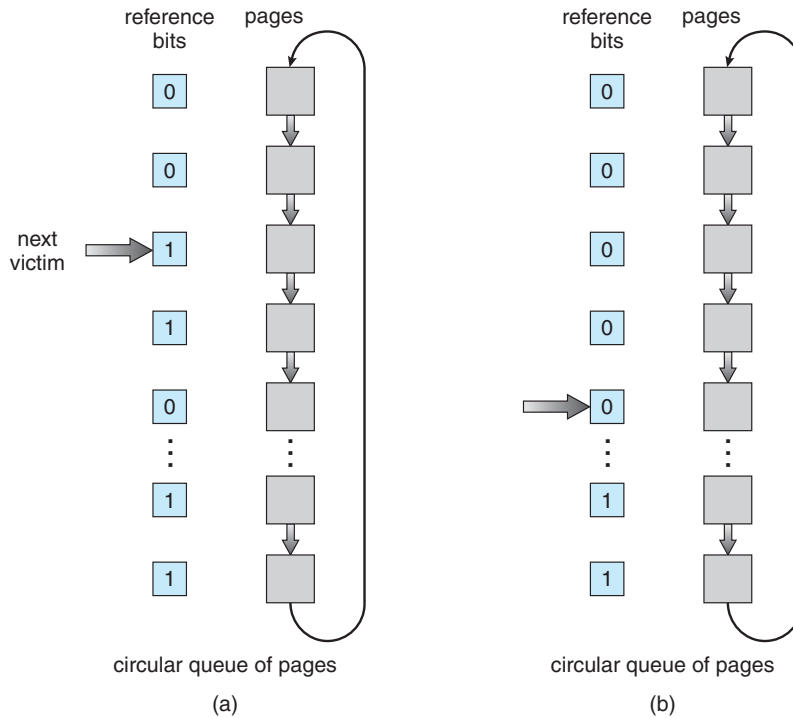 reference
bits
pages
0
0
next
victim
1
1
0
1
1
circular queue of pages
(a)
reference
bits
pages
0
0
0
0
0
1
1
circular queue of pages
(b)